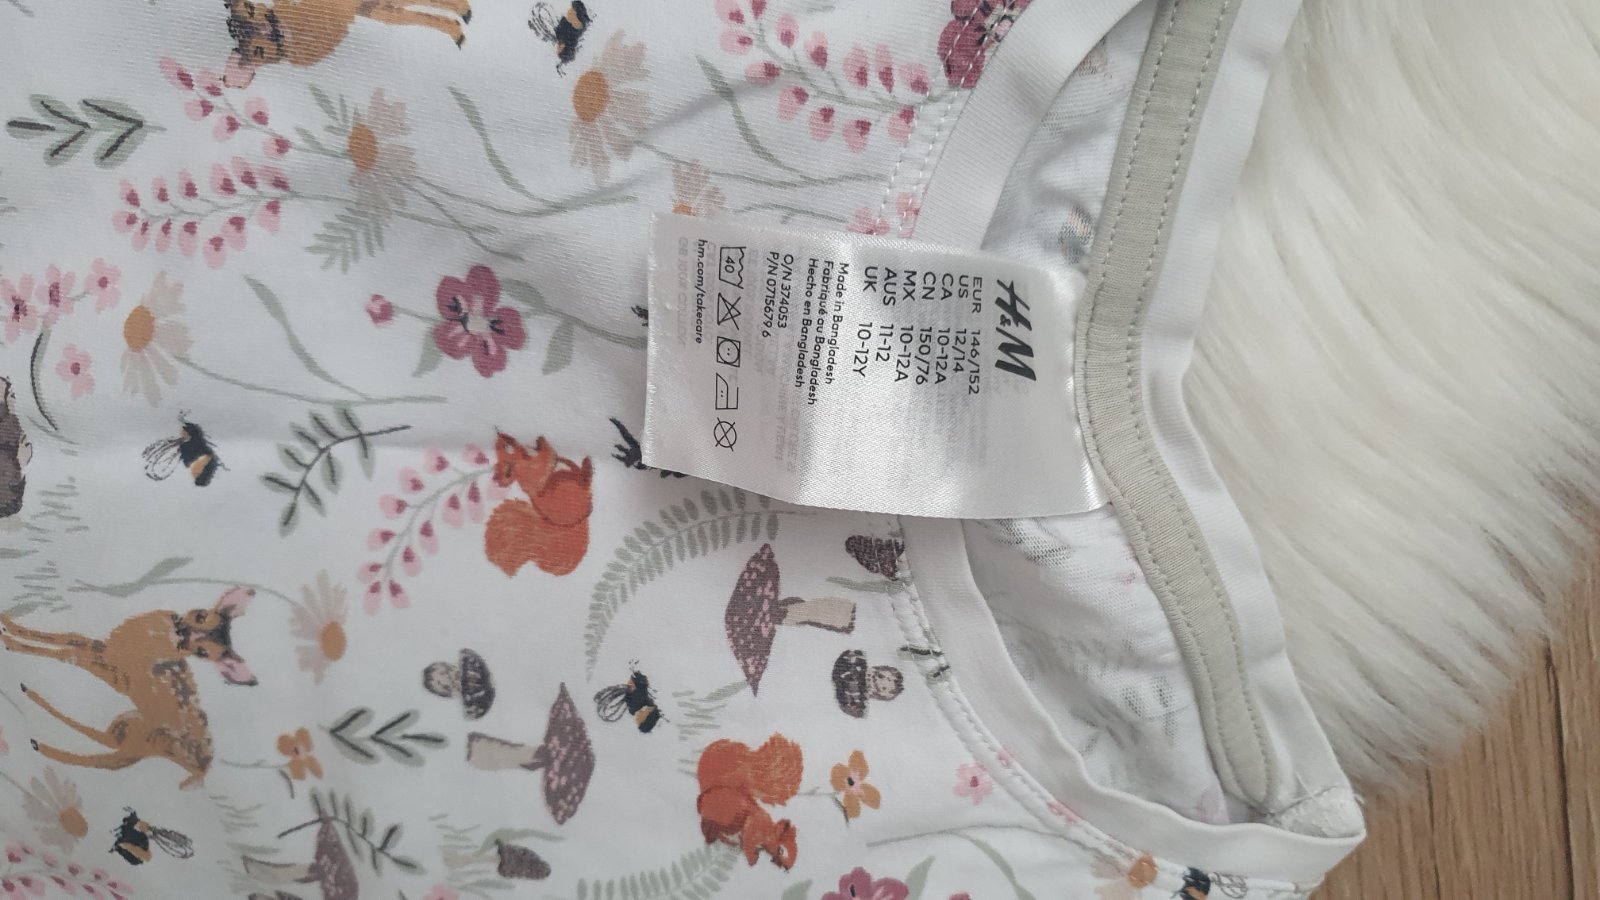 H&M
EUR 146/152
US 12/14
CA 10-12A
CN 150/76
MX 10-12A
AUS 11-12
UK 10-12Y
Made in Bangladesh
Fabriqué au Bangladesh
Hecho en Bangladesh
O/N 374053
P/N 0715679 6
40
hm.com/takecare